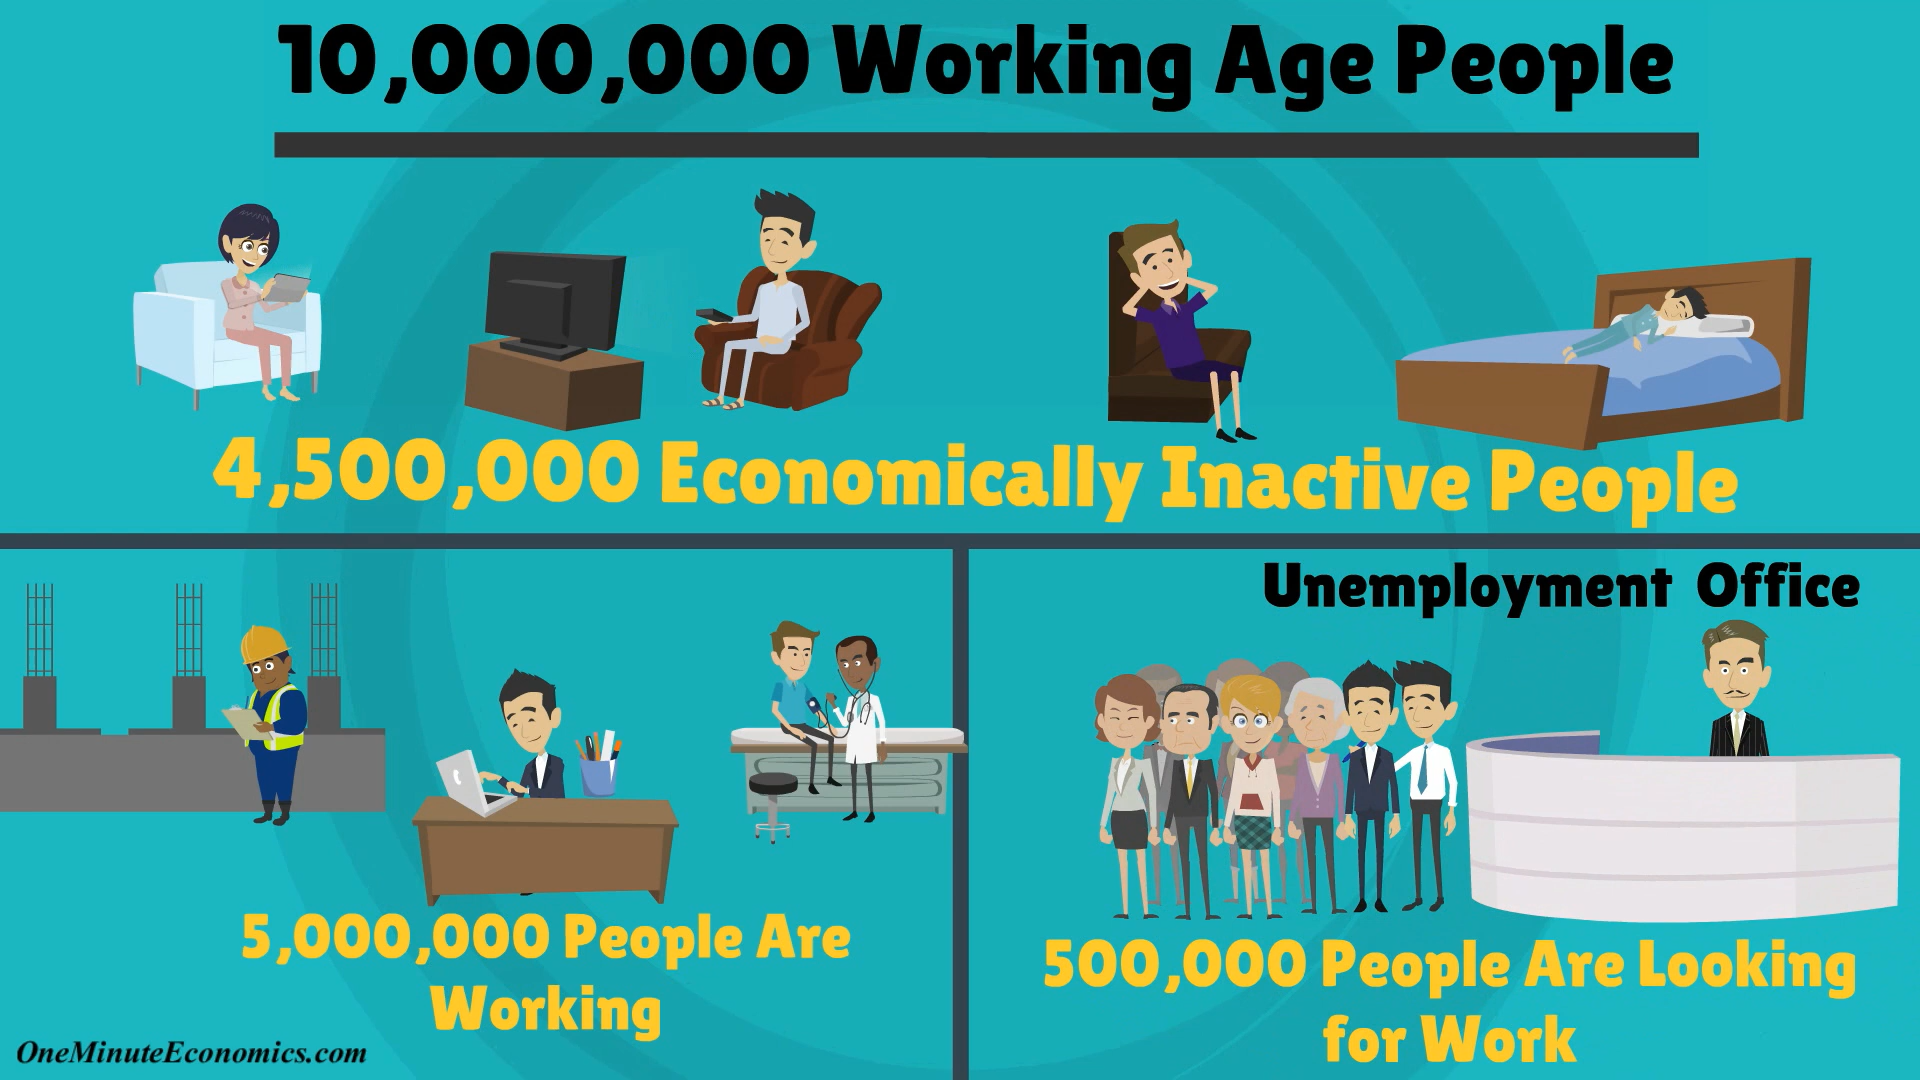 10,000,000 Working Age People
4,500,000 Economically Inactive People
5,000,000 People Are
Working
Unemployment Office
500,000 People Are Looking
for Work
OneMinuteEconomics.com